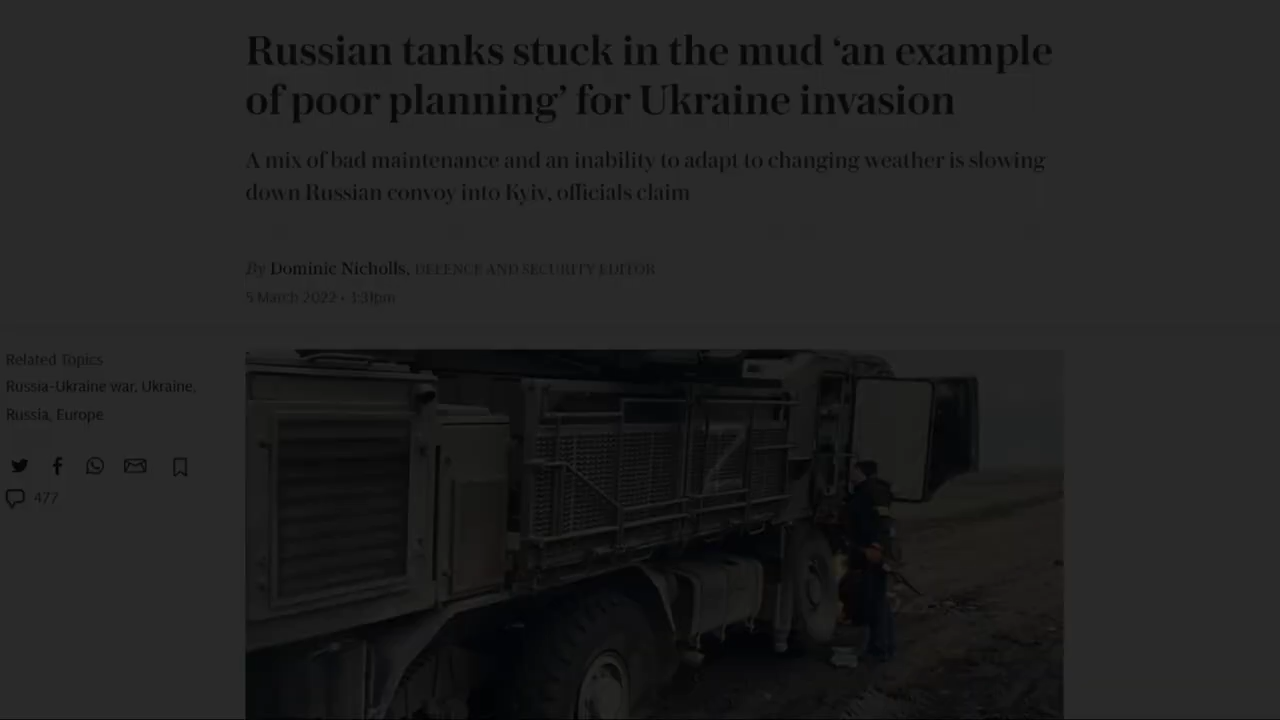 Russian tanks stuck in the mud ‘an example
of poor planning’ for Ukraine invasion
A mix of bad maintenance and an inability to adapt to changing weather is slowing
down Russian convoy into Kyiv, officials claim
By Dominic Nicholls, DEFENCE AND SECURITY EDITOR
5 March 2022 • 1:31pm
Related Topics
Russia-Ukraine war, Ukraine,
Russia, Europe
477
Z